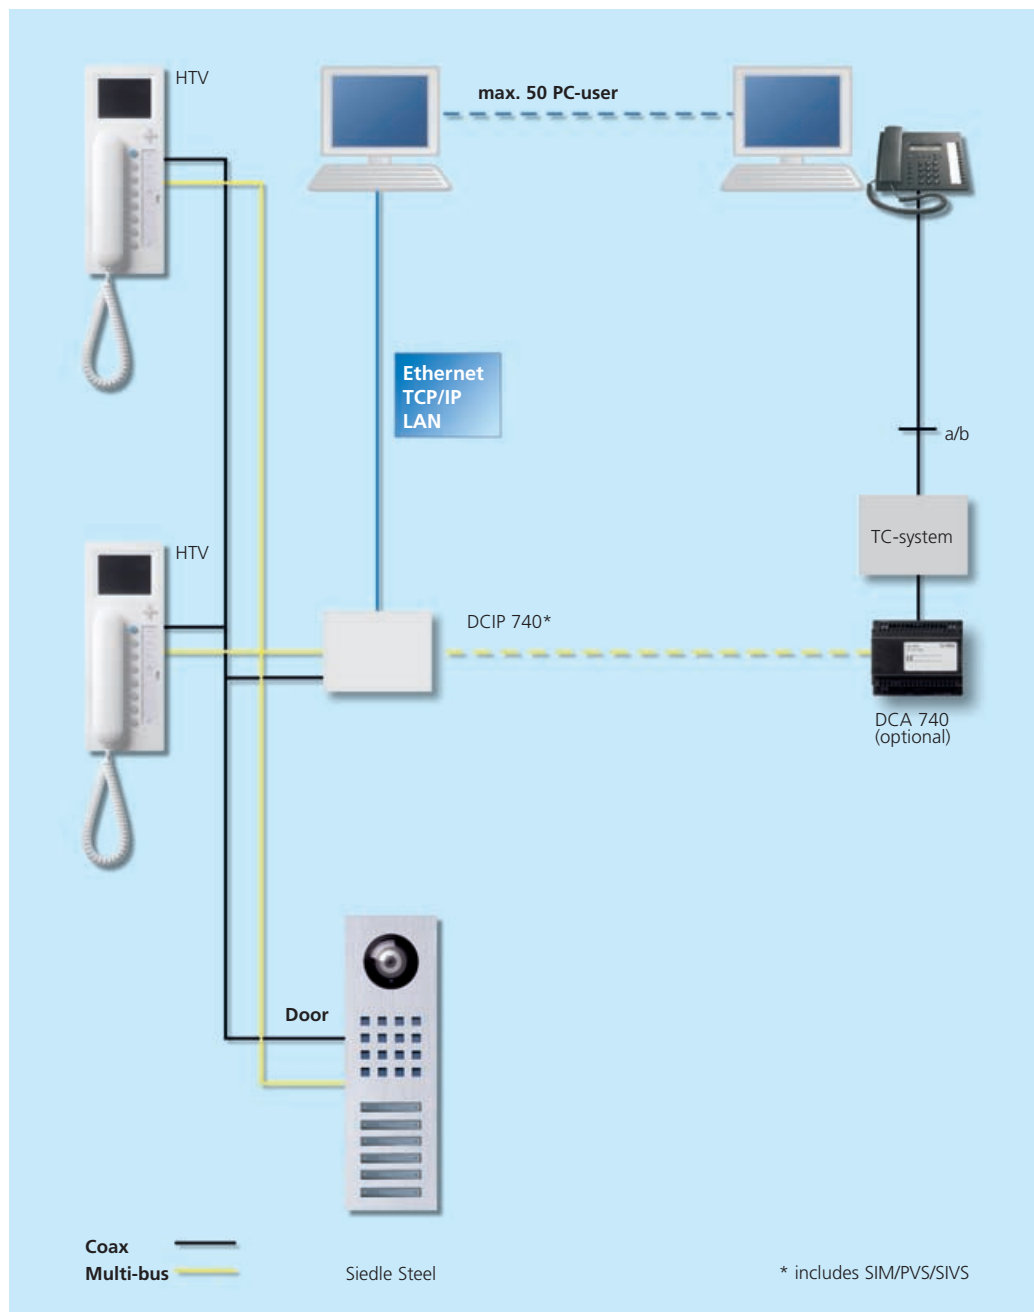 HTV
max. 50 PC-user
Ethernet
TCP/IP
LAN
a/b
TC-system
HTV
DCIP 740*
DCA 740
(optional)
Door
Coax
Multi-bus
Siedle Steel
* includes SIM/PVS/SIVS